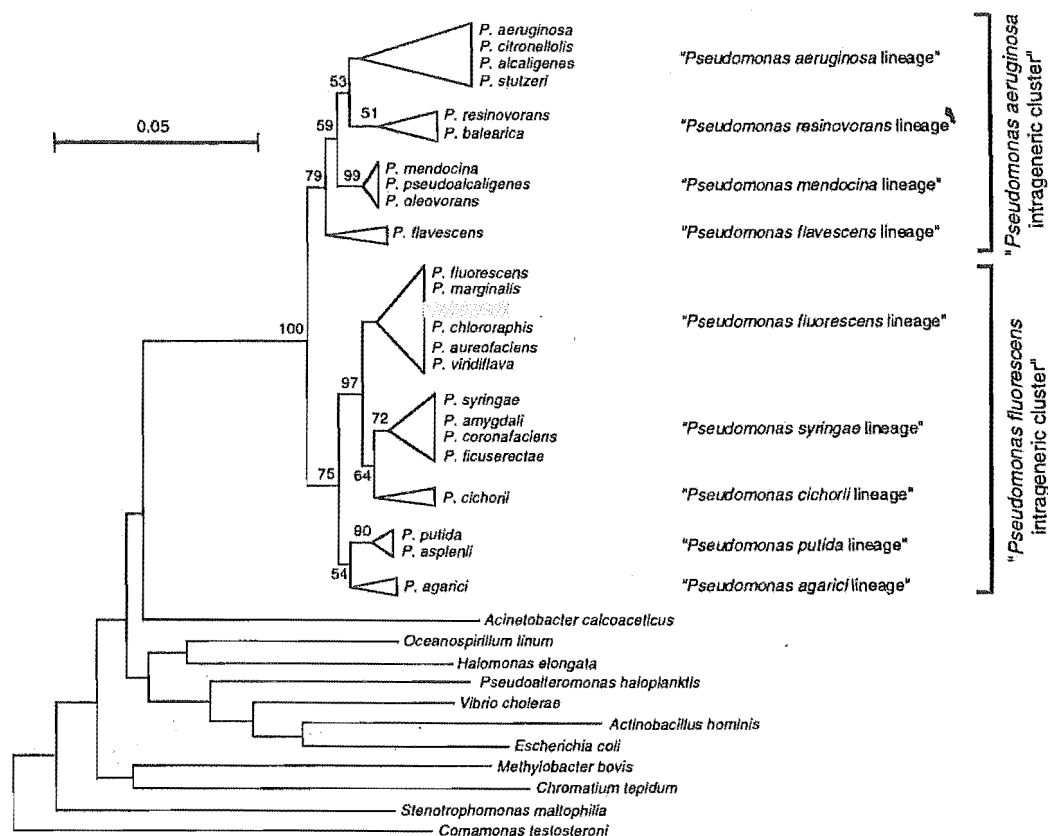 P. aeruginosa
P. citronellolis
P. alcaligenes
P. stutzeri
"Pseudomonas aeruginosa lineage"
53
51
P. resinovorans
P. balearica
"Pseudomonas resinovorans lineage"
0.05
59
99
P. mendocina
P. pseudoalcaligenes
P. oleovorans
"Pseudomonas mendocina lineage"
79
P. flavescens
"Pseudomonas flavescens lineage"
"Pseudomonas aeruginosa
intrageneric cluster"
P. fluorescens
P. marginalis
P. chlororaphis
P. aureofaciens
P. viridiflava
"Pseudomonas fluorescens lineage"
100
97
72
P. syringae
P. amygdali
P. coronafaciens
P. ficuserectae
"Pseudomonas syringae lineage"
75
64
P. cichorii
"Pseudomonas cichorii lineage"
90
P. putida
P. asplenii
"Pseudomonas putida lineage"
54
P. agarici
"Pseudomonas agarici lineage"
"Pseudomonas fluorescens
intrageneric cluster"
Acinetobacter calcoaceticus
Oceanospirillum linum
Halomonas elongata
Pseudoalteromonas haloplanktis
Vibrio cholerae
Actinobacillus hominis
Escherichia coli
Methylobacter bovis
Chromatium tepidum
Stenotrophomonas maltophilia
Comamonas testosteroni